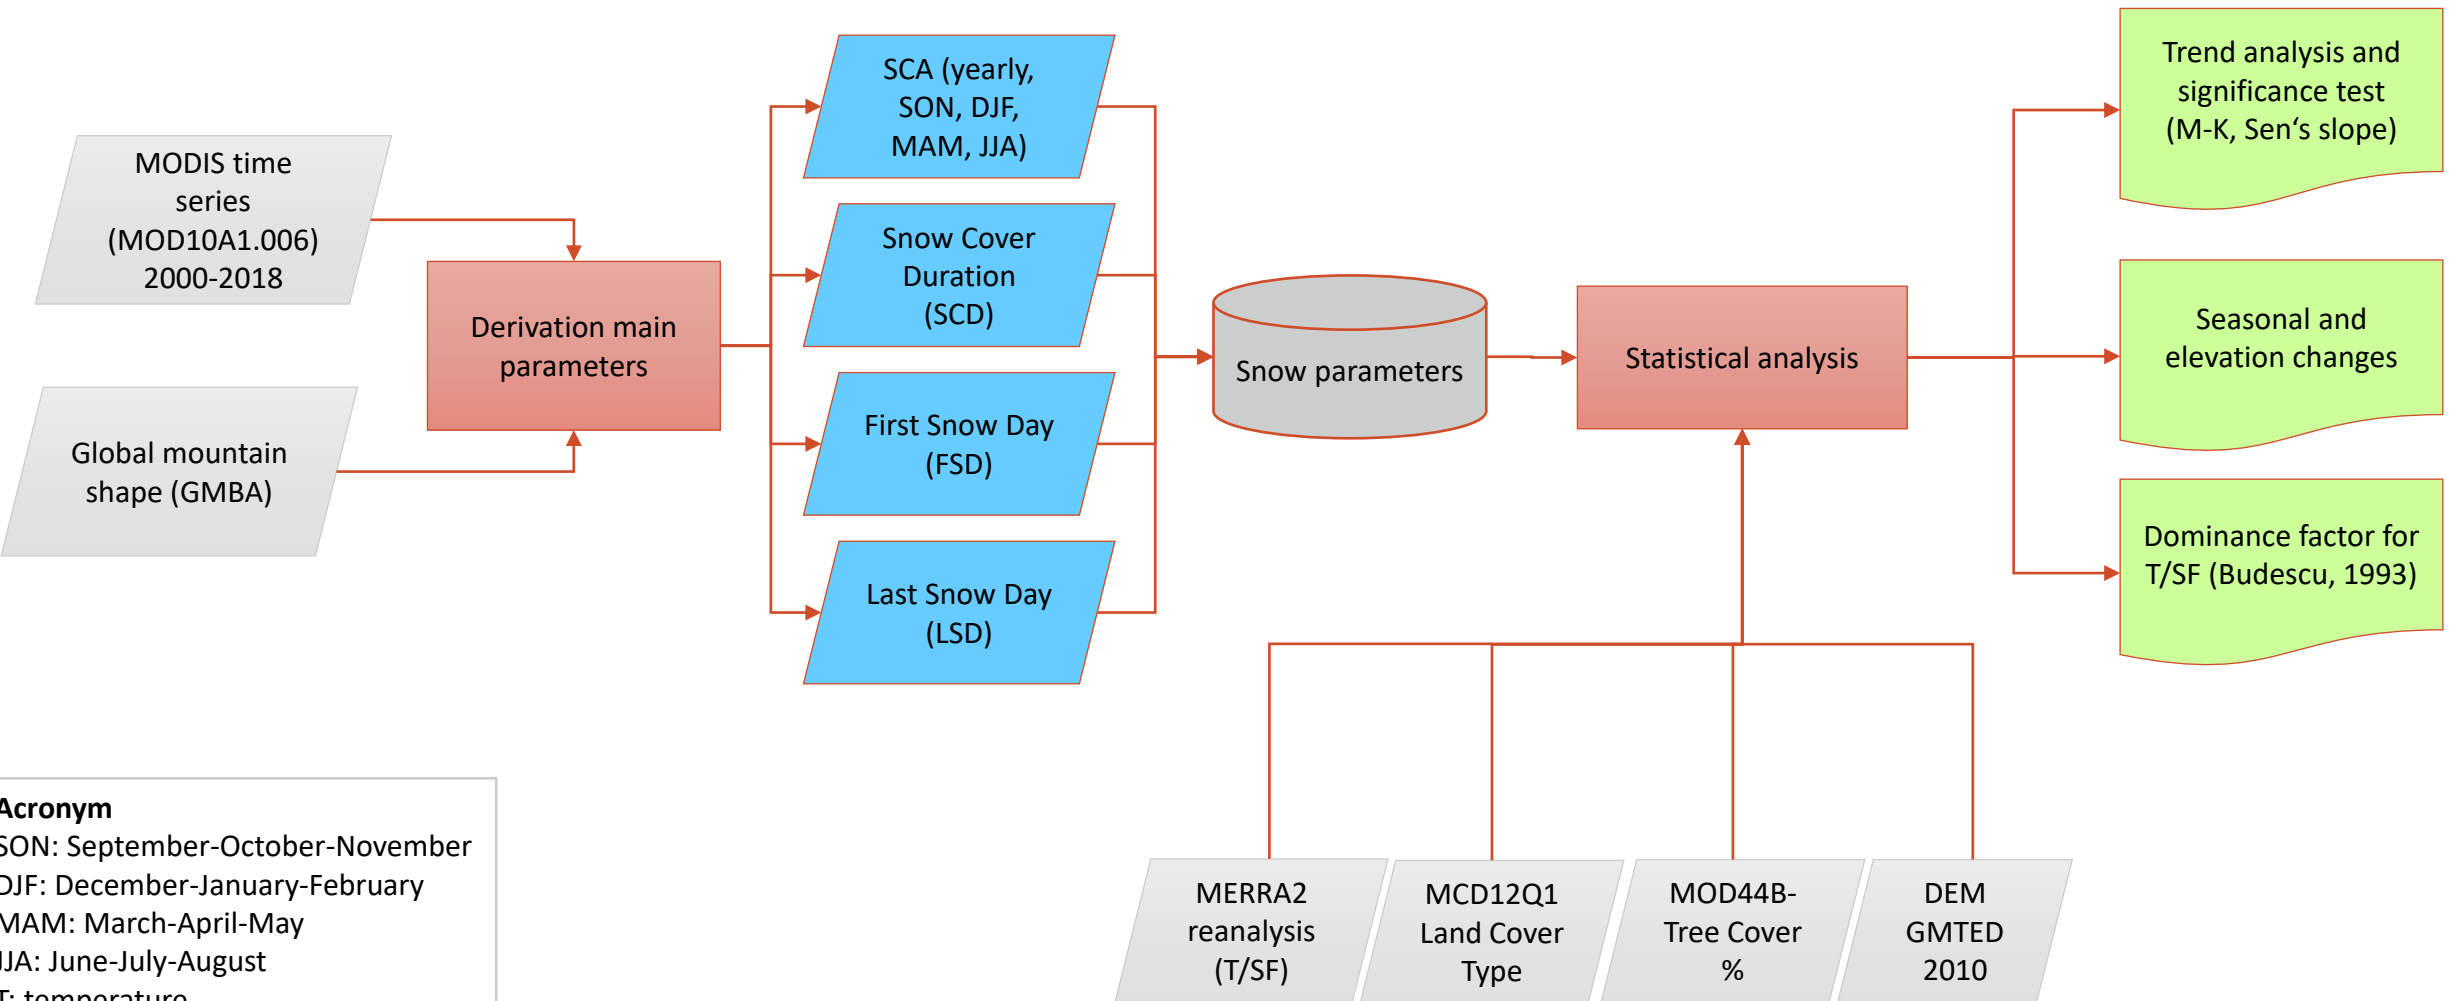 MODIS time
series
(MOD10A1.006)
2000-2018
Global mountain
shape (GMBA)
Derivation main
parameters
SCA (yearly,
SON, DJF,
MAM, JJA)
Snow Cover
Duration
(SCD)
First Snow Day
(FSD)
Last Snow Day
(LSD)
Snow parameters
Statistical analysis
Trend analysis and
significance test
(M-K, Sen‘s slope)
Seasonal and
elevation changes
Dominance factor for
T/SF (Budescu, 1993)
MERRA2
reanalysis
(T/SF)
MCD12Q1
Land Cover
Type
MOD44B-
Tree Cover
%
DEM
GMTED
2010
Acronym
SON: September-October-November
DJF: December-January-February
MAM: March-April-May
JJA: June-July-August
T: temperature